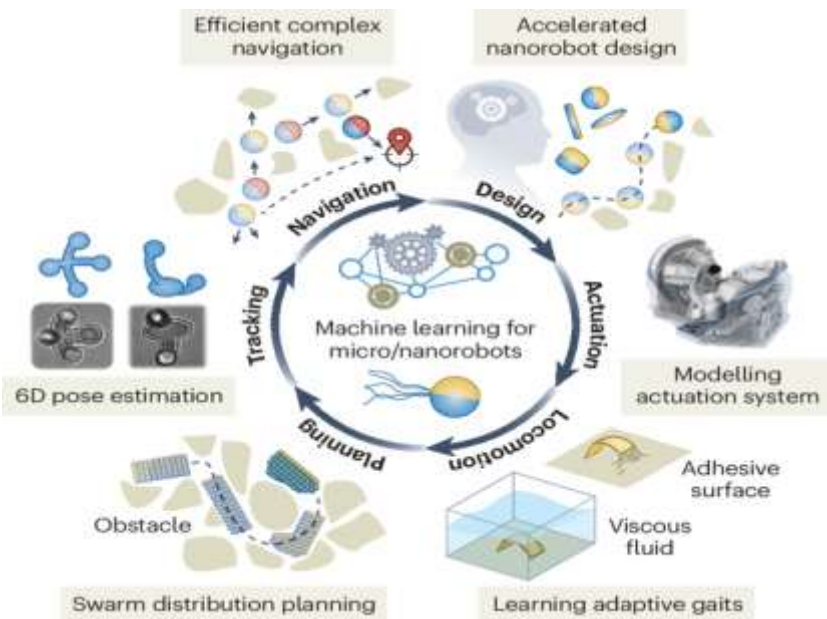 Efficient complex
navigation
Accelerated
nanorobot design
Navigation
Design
Tracking
Actuation
Machine learning for
micro/nanorobots
6D pose estimation
Modelling
actuation system
Planning
Locomotion
Adhesive
surface
Obstacle
Viscous
fluid
Swarm distribution planning
Learning adaptive gaits